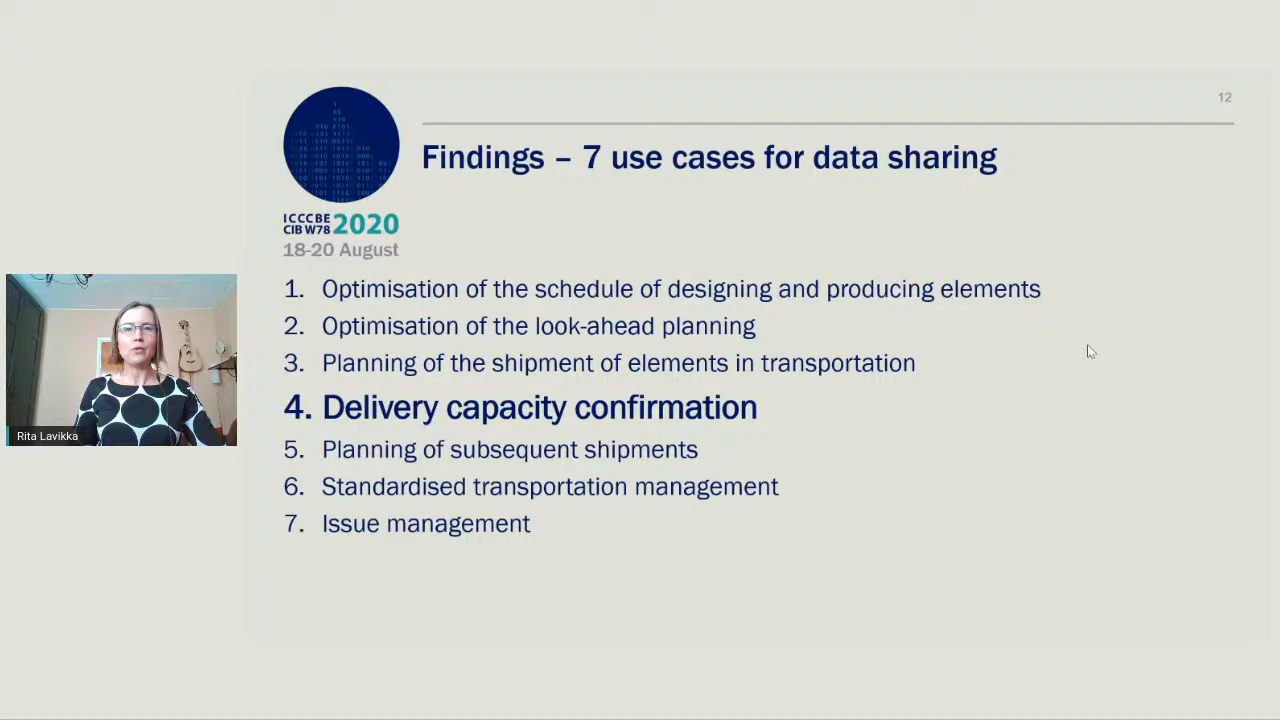 12
Findings – 7 use cases for data sharing
ICCCBE
CIB W78 2020
18-20 August
1. Optimisation of the schedule of designing and producing elements
2. Optimisation of the look-ahead planning
3. Planning of the shipment of elements in transportation
4. Delivery capacity confirmation
5. Planning of subsequent shipments
6. Standardised transportation management
7. Issue management
Rita Lavikka